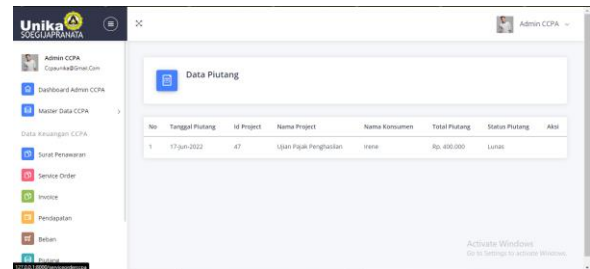 Unika
SOEGIJAPRANATA
Admin CCPA
Admin CCPA
Ccpaunika@Gmail.Com
Dashboard Admin CCPA
Master Data CCPA
Data Keuangan CCPA
Surat Penawaran
Service Order
Invoice
Pendapatan
Beban
Piutang
Data Piutang
No Tanggal Piutang Id Project Nama Project Nama Konsumen Total Piutang Status Piutang Aksi
1 17-Jun-2022 47 Ujian Pajak Penghasilan Irene Rp. 400.000 Lunas
Activate Windows
Go to Settings to activate Windows.